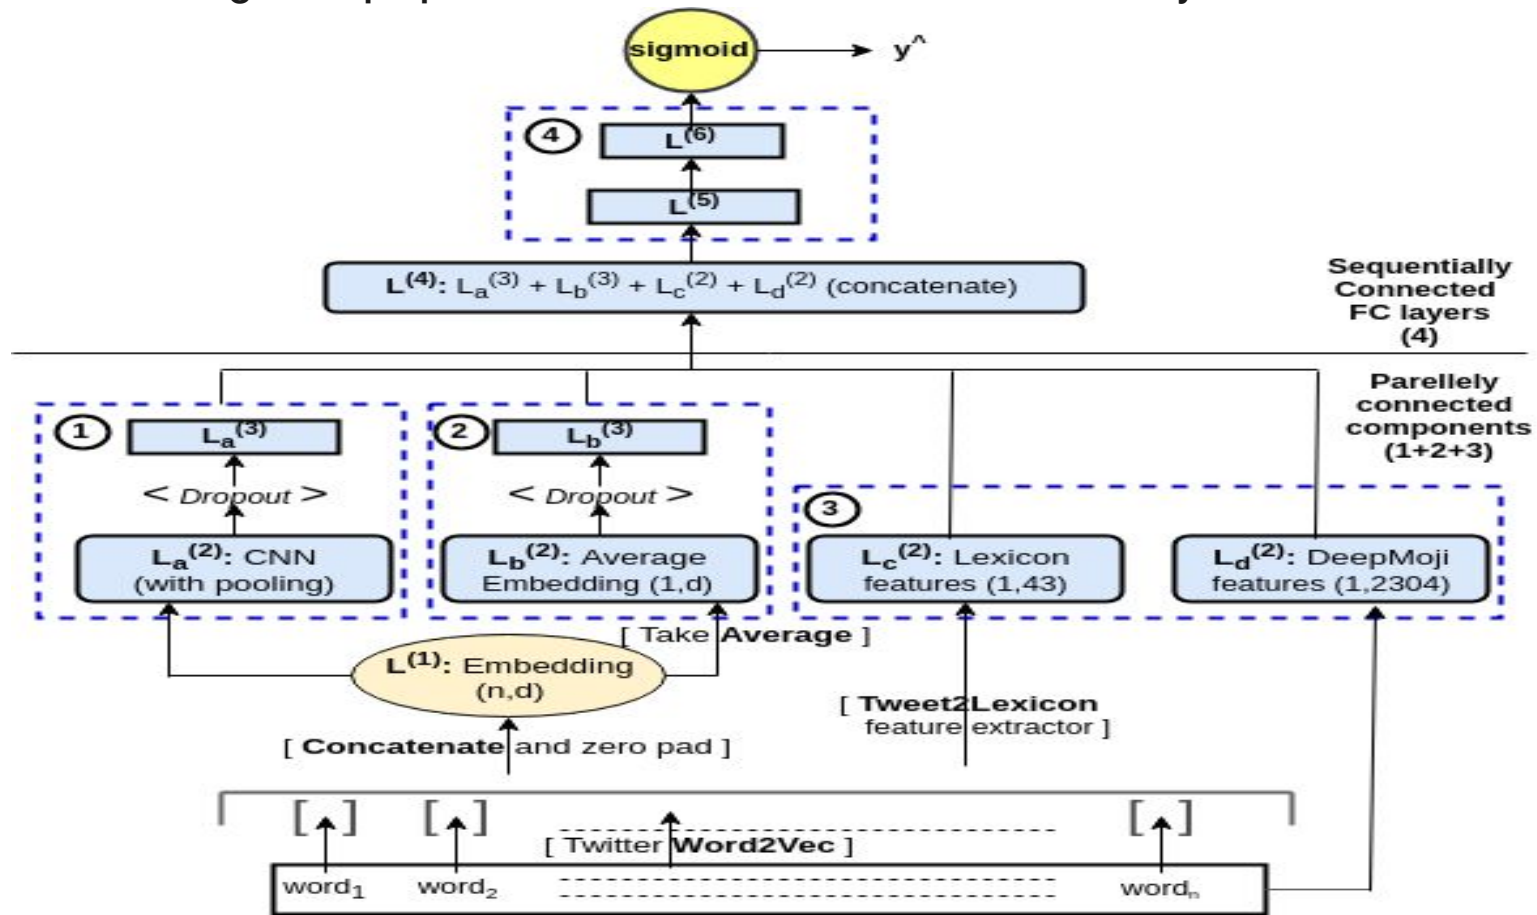 sigmoid
y^
4
L(6)
L(5)
L(4): La(3) + Lb(3) + Lc(2) + Ld(2) (concatenate)
Sequentially
Connected
FC layers
(4)
Parellely
connected
components
(1+2+3)
1
La(3)
< Dropout >
La(2): CNN
(with pooling)
2
Lb(3)
< Dropout >
Lb(2): Average
Embedding (1,d)
3
Lc(2): Lexicon
features (1,43)
Ld(2): DeepMoji
features (1,2304)
[ Take Average ]
L(1): Embedding
(n,d)
[ Tweet2Lexicon
feature extractor ]
[ Concatenate and zero pad ]
[ . ] [ . ] [ . ]
[ Twitter Word2Vec ]
word1 word2 wordn